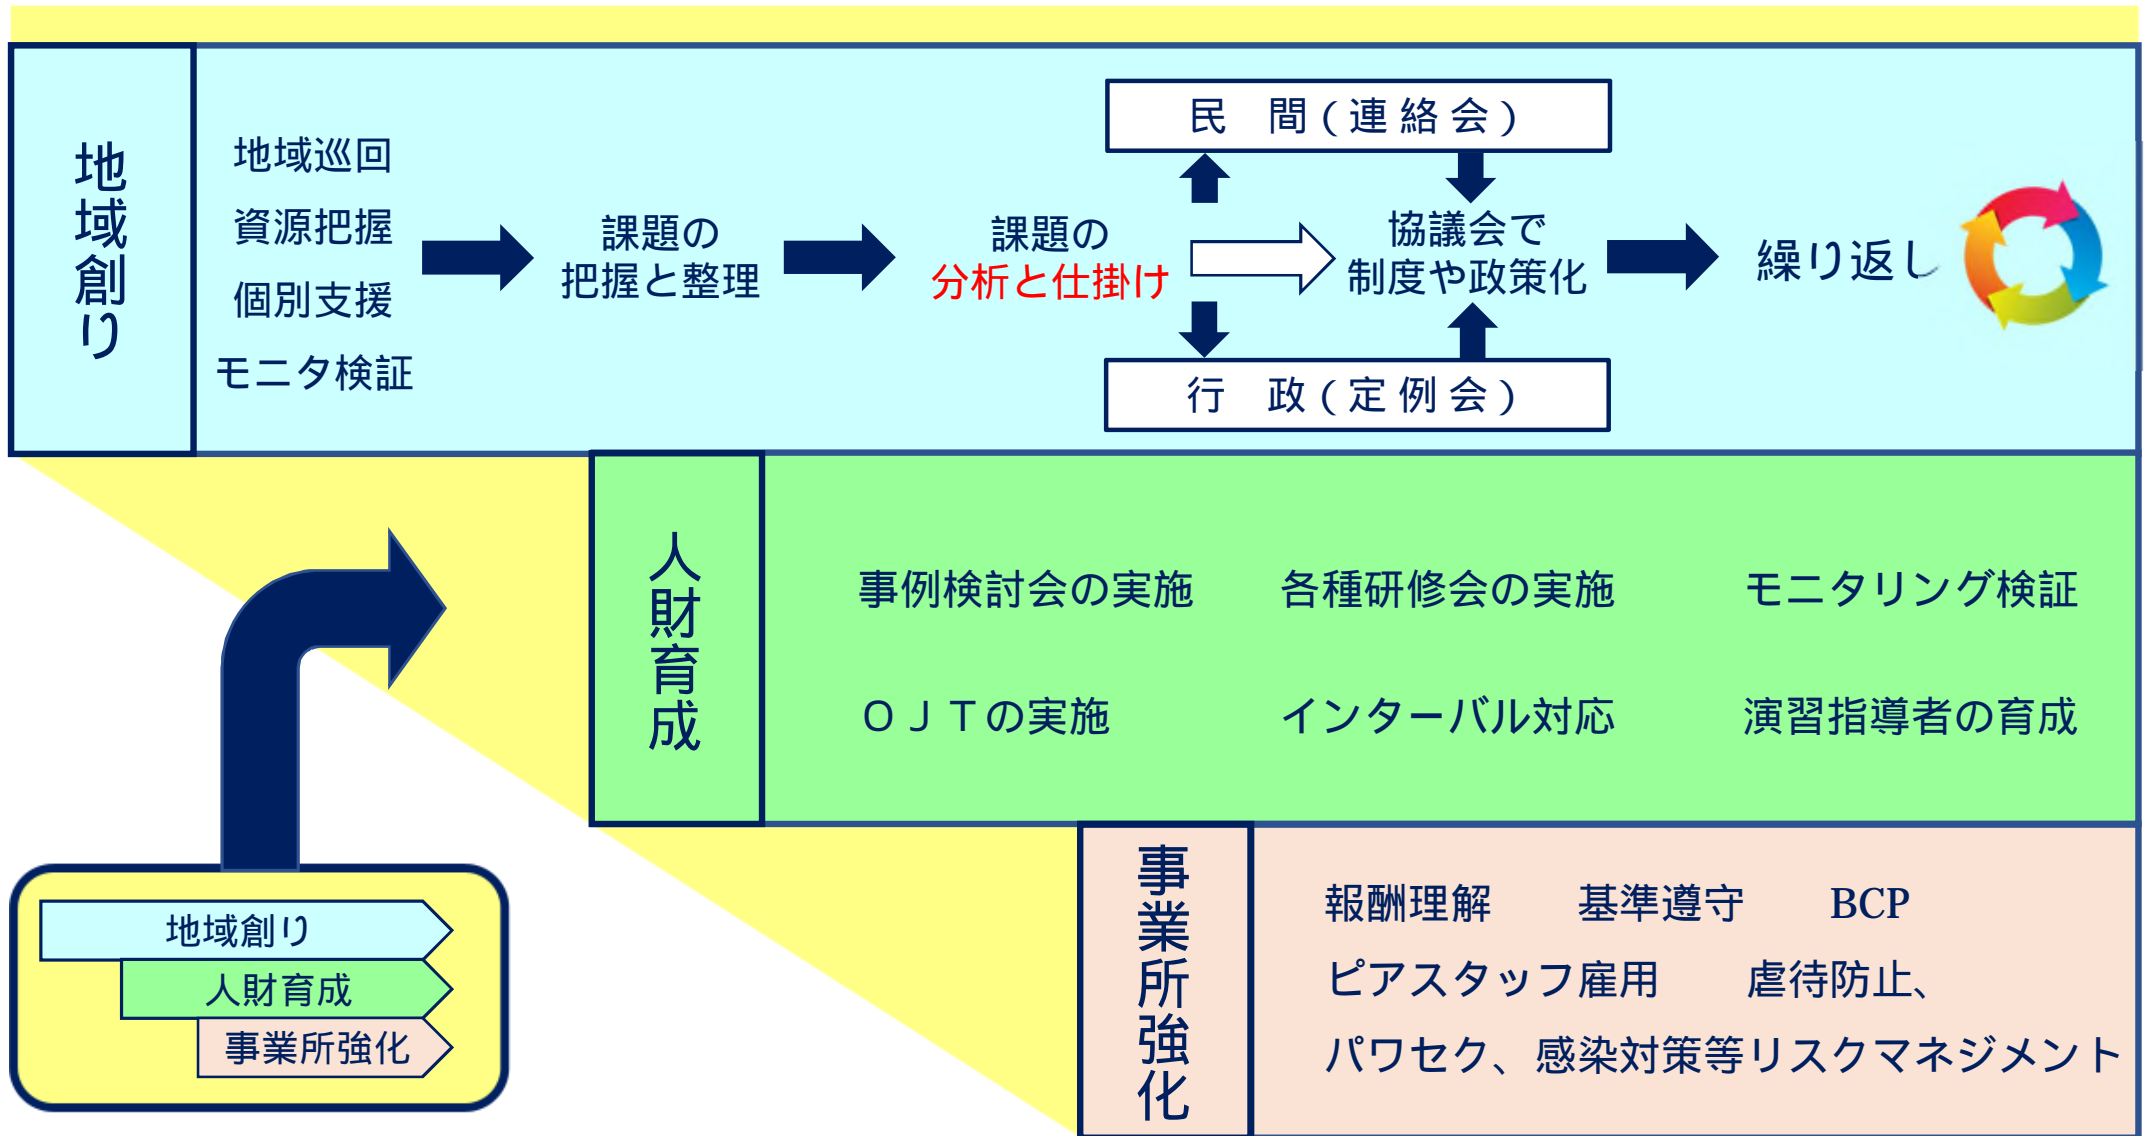 地域創り
地域巡回
資源把握
個別支援
モニタ検証
課題の
把握と整理
課題の
分析と仕掛け
民　間（連絡会）
協議会で
制度や政策化
行　政（定例会）
繰り返し
人財育成
事例検討会の実施　各種研修会の実施　モニタリング検証
ＯＪＴの実施　インターバル対応　演習指導者の育成
事業所強化
報酬理解　基準遵守　BCP
ピアスタッフ雇用　虐待防止、
パワセク、感染対策等リスクマネジメント
地域創り
人財育成
事業所強化